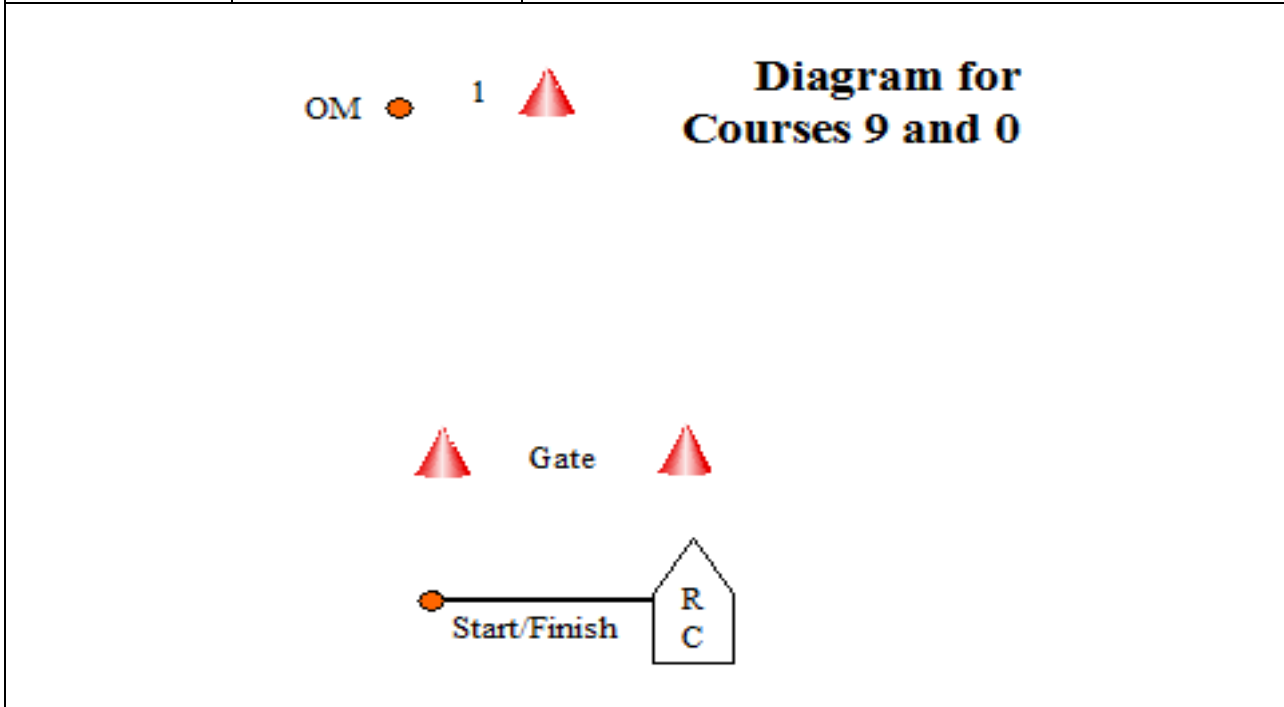 Diagram for
Courses 9 and 0
OM
1
Gate
Start/Finish
R
C